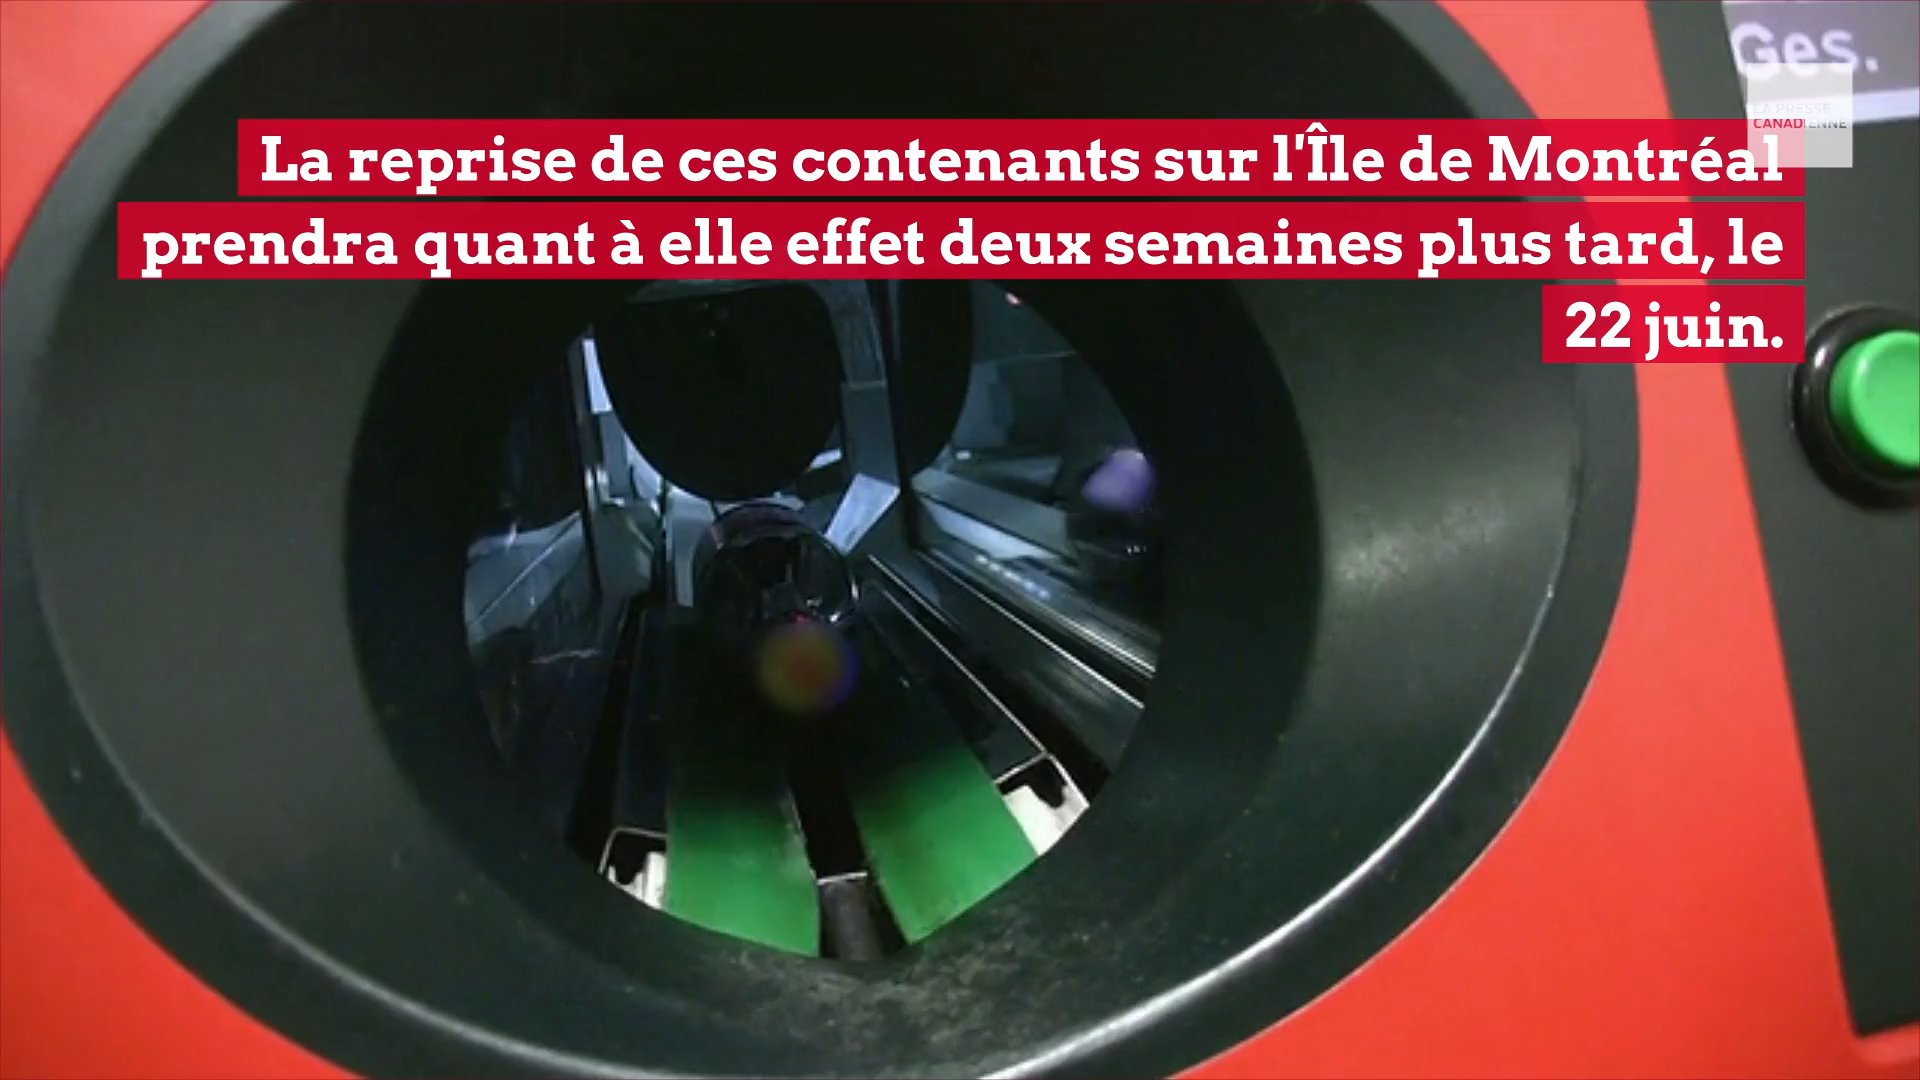 Ges.
LA PRESSE
CANADIENNE
La reprise de ces contenants sur l'Île de Montréal
prendra quant à elle effet deux semaines plus tard, le
22 juin.